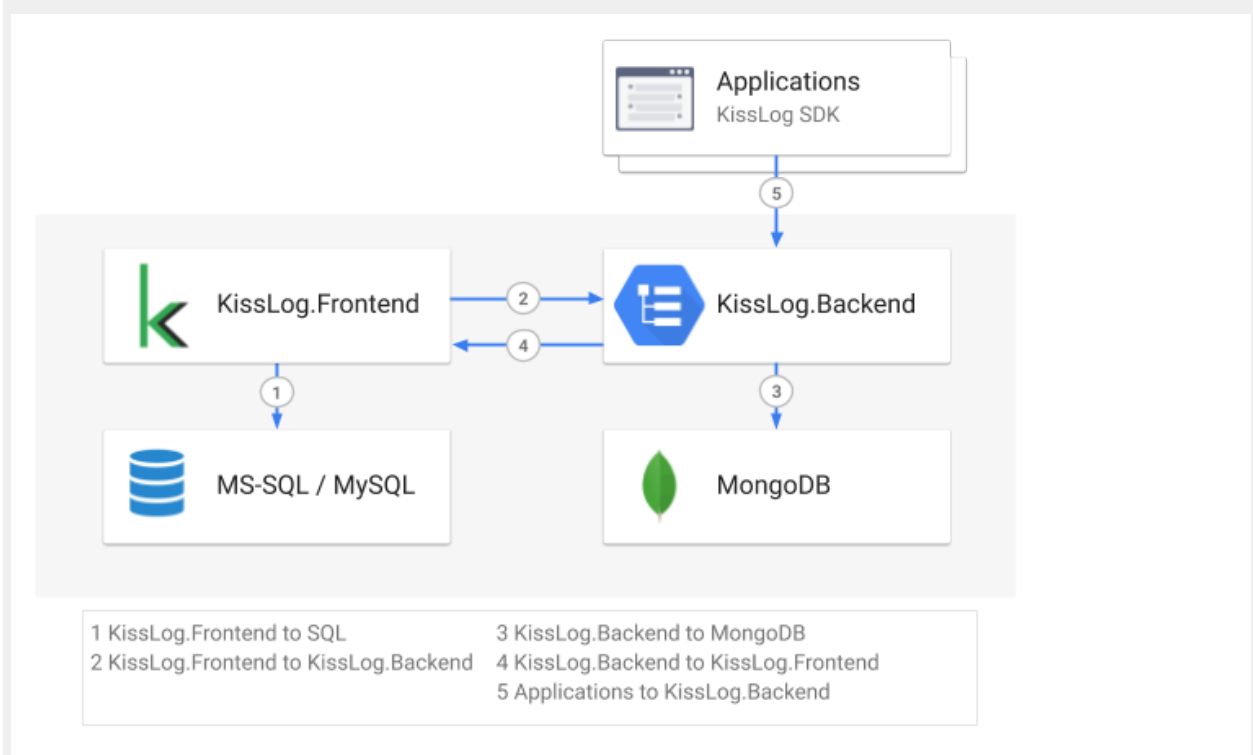 Applications
KissLog SDK
5
KissLog.Frontend
2
KissLog.Backend
4
1
3
MS-SQL / MySQL
MongoDB
1 KissLog.Frontend to SQL
2 KissLog.Frontend to KissLog.Backend
3 KissLog.Backend to MongoDB
4 KissLog.Backend to KissLog.Frontend
5 Applications to KissLog.Backend